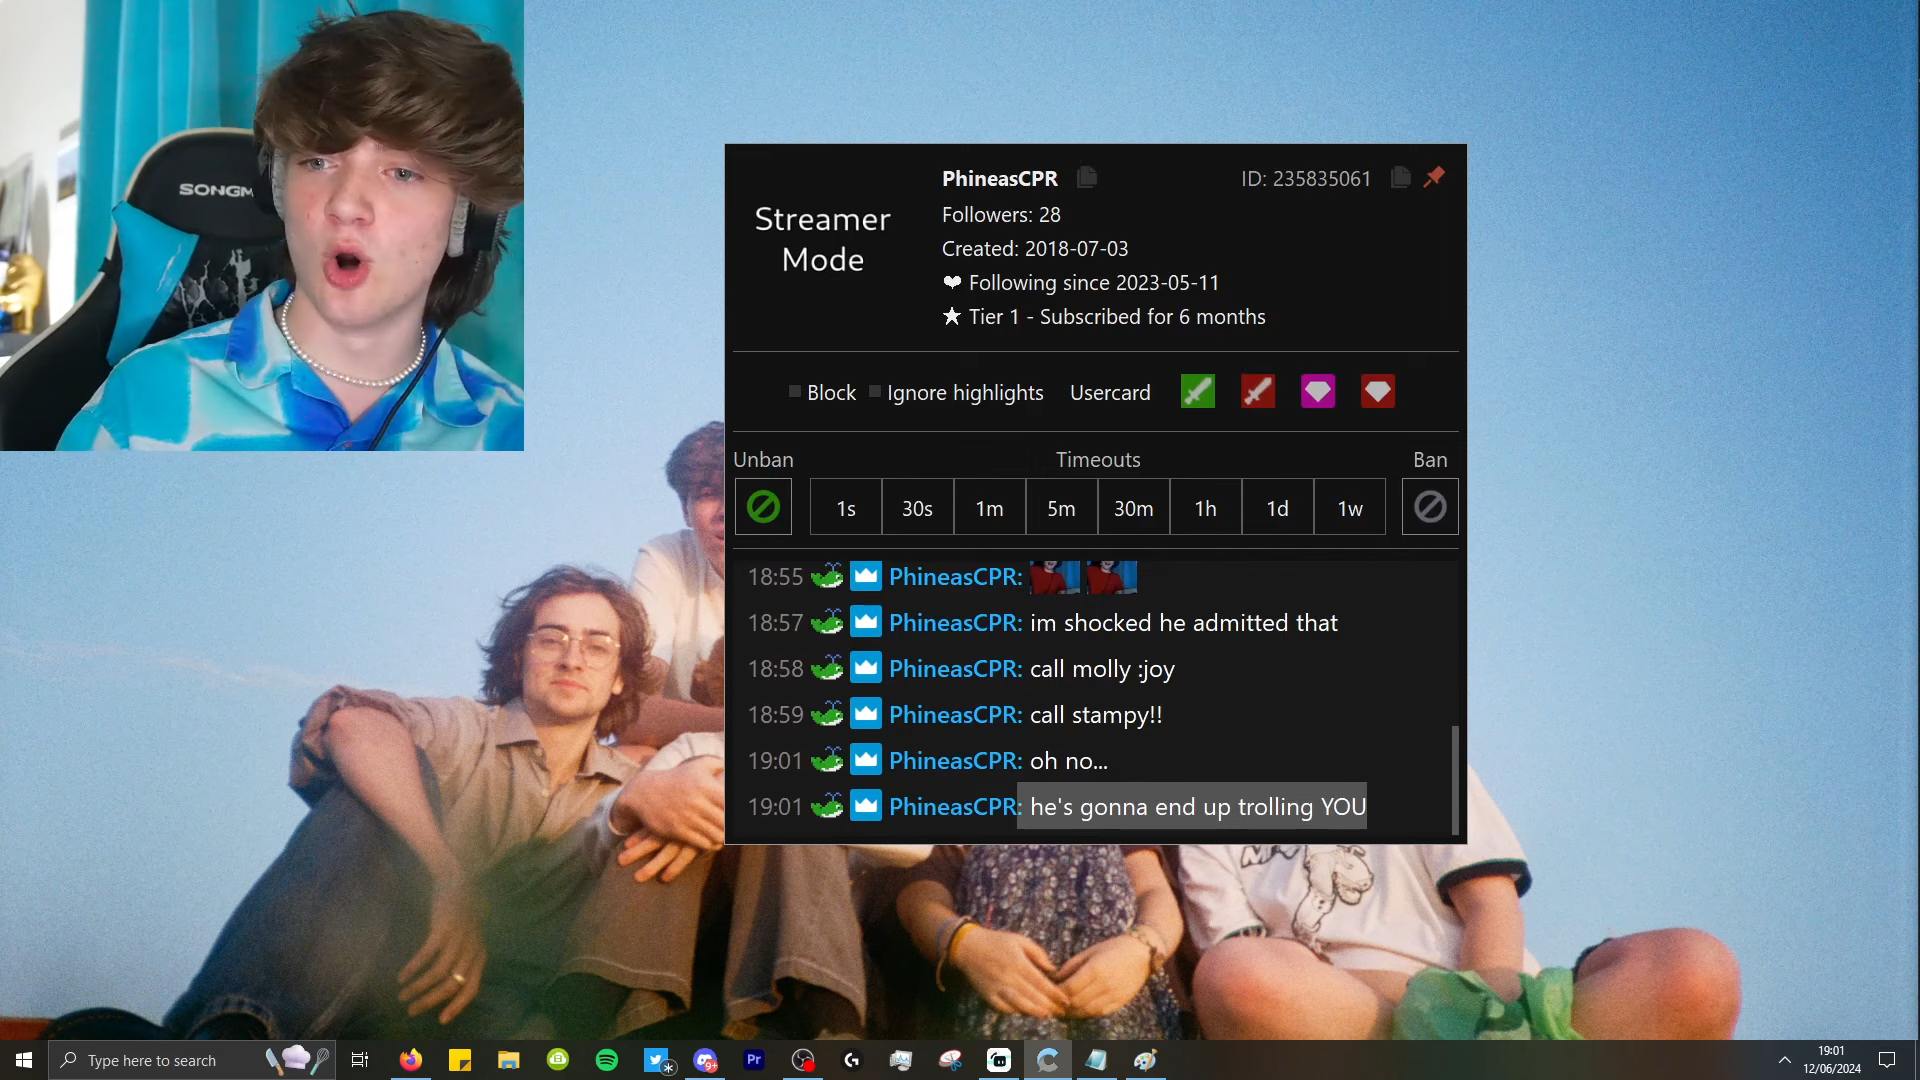 SONGM
Streamer
Mode
PhineasCPR
ID: 235835061
Followers: 28
Created: 2018-07-03
Following since 2023-05-11
Tier 1 - Subscribed for 6 months
Block
Ignore highlights
Usercard
Unban
Timeouts
Ban
1s
30s
1m
5m
30m
1h
1d
1w
18:55 PhineasCPR:
18:57 PhineasCPR: im shocked he admitted that
18:58 PhineasCPR: call molly :joy
18:59 PhineasCPR: call stampy!!
19:01 PhineasCPR: oh no...
19:01 PhineasCPR: he's gonna end up trolling YOU
Type here to search
9+
Pr
19:01
12/06/2024